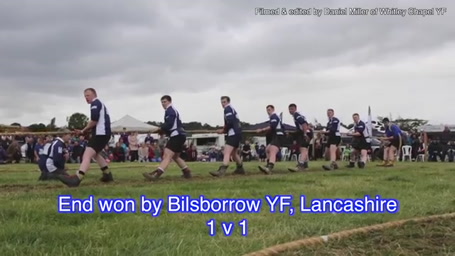 Filmed & edited by Daniel Miller of Whitley Chapel YF
End won by Bilsborrow YF, Lancashire
1 v 1